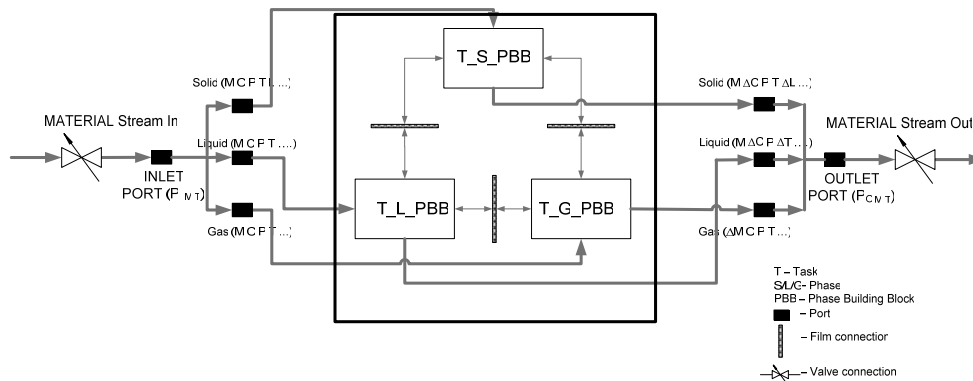 T_S_PBB
Solid (M C P T L ...)
Solid (M ΔC P T ΔL ...)
MATERIAL Stream In
MATERIAL Stream Out
Liquid (M C P T ....)
Liquid (M ΔC P ΔT ....)
INLET
PORT (P
OUTLET
PORT (P
T_L_PBB
T_G_PBB
Gas (M C P T ...)
Gas (ΔM C P T ...)
T – Task
S/L/G – Phase
PBB – Phase Building Block
– Port
– Film connection
– Valve connection